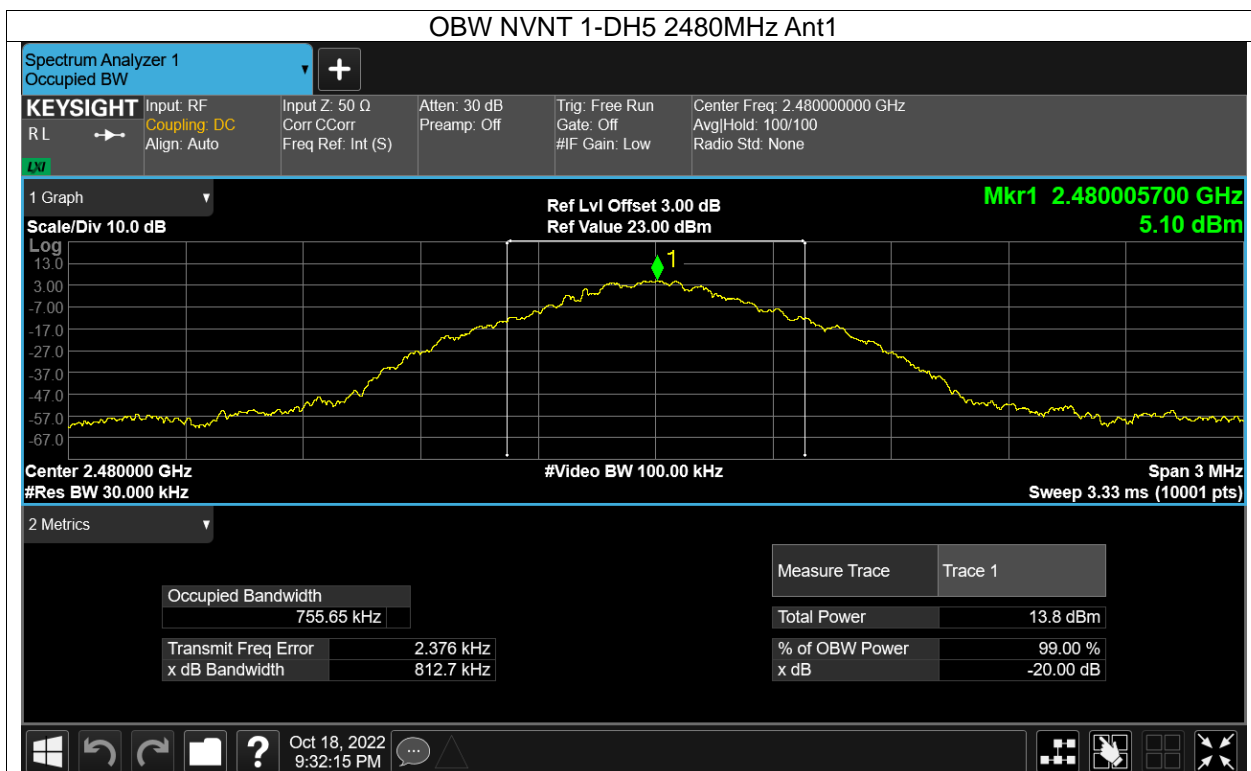 OBW NVNT 1-DH5 2480MHz Ant1
Spectrum Analyzer 1
Occupied BW
KEYSIGHT
R L
LXI
Input: RF
Coupling: DC
Align: Auto
Input Z: 50 Ω
Corr CCorr
Freq Ref: Int (S)
Atten: 30 dB
Preamp: Off
Trig: Free Run
Gate: Off
#IF Gain: Low
Center Freq: 2.480000000 GHz
Avg|Hold: 100/100
Radio Std: None
1 Graph
Scale/Div 10.0 dB
Ref Lvl Offset 3.00 dB
Ref Value 23.00 dBm
Mkr1 2.480005700 GHz
5.10 dBm
Log
13.0
3.00
-7.00
-17.0
-27.0
-37.0
-47.0
-57.0
-67.0
1
Center 2.480000 GHz
#Res BW 30.000 kHz
#Video BW 100.00 kHz
Span 3 MHz
Sweep 3.33 ms (10001 pts)
2 Metrics
Occupied Bandwidth
755.65 kHz
Transmit Freq Error 2.376 kHz
x dB Bandwidth 812.7 kHz
Measure Trace Trace 1
Total Power 13.8 dBm
% of OBW Power 99.00 %
x dB -20.00 dB
?
Oct 18, 2022
9:32:15 PM